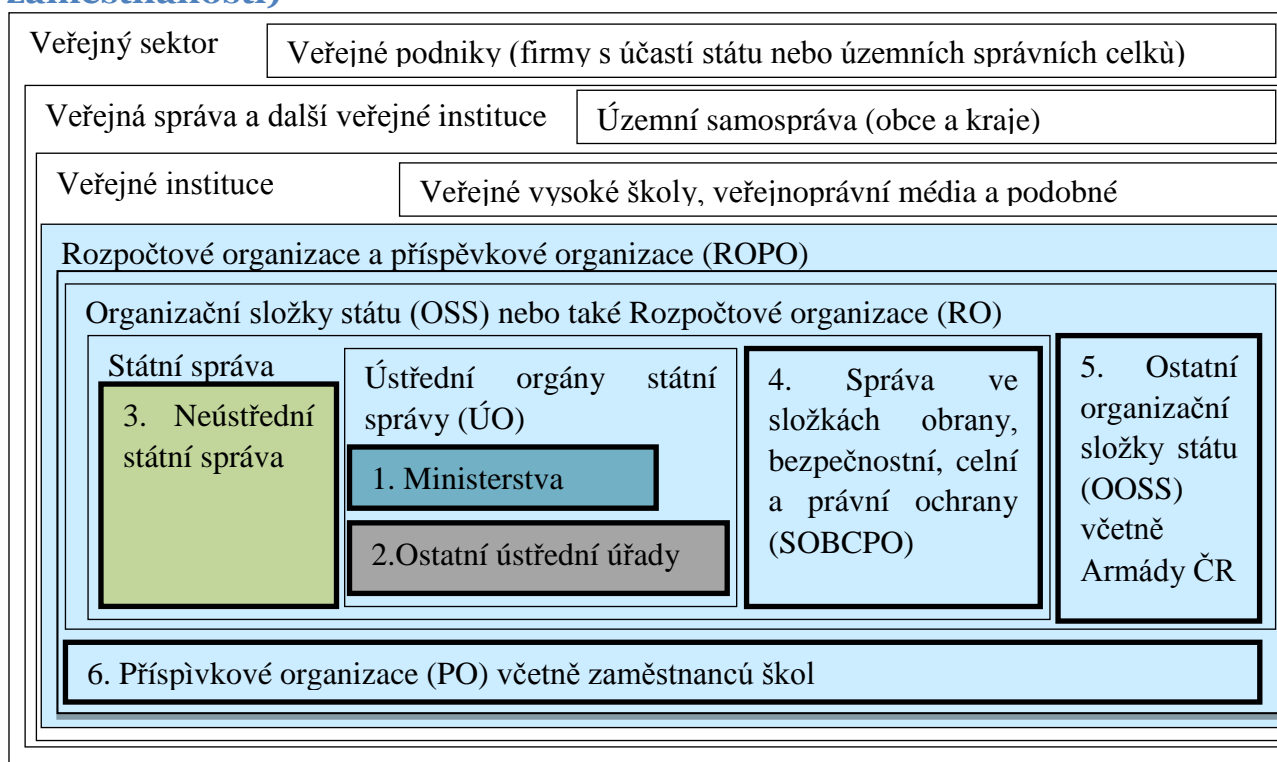 zaměstnanosti)
Veřejný sektor
Veřejné podniky (firmy s účastí státu nebo územních správních celkù)
Veřejná správa a další veřejné instituce
Územní samospráva (obce a kraje)
Veřejné instituce
Veřejné vysoké školy, veřejnoprávní média a podobné
Rozpočtové organizace a příspěvkové organizace (ROPO)
Organizační složky státu (OSS) nebo také Rozpočtové organizace (RO)
Státní správa
3. Neústřední
státní správa
Ústřední orgány státní
správy (ÚO)
1. Ministerstva
2.Ostatní ústřední úřady
4. Správa ve
složkách obrany,
bezpečnostní, celní
a právní ochrany
(SOBCPO)
5. Ostatní
organizační
složky státu
(OOSS)
včetně
Armády ČR
6. Příspìvkové organizace (PO) včetně zaměstnancú škol